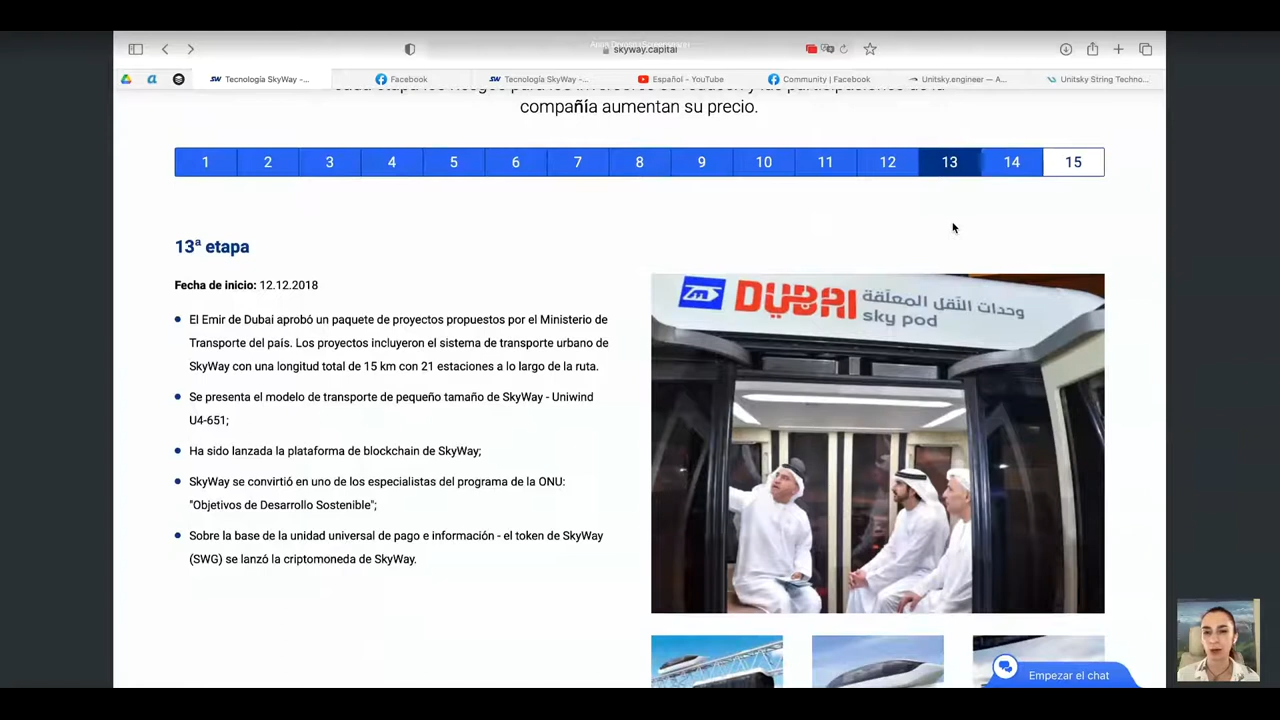 skyway.capital
Tecnología SkyWay -...
Facebook
Tecnología SkyWay -...
Español - YouTube
Community | Facebook
Unitsky.engineer — A...
Unitsky String Techno...
compañía aumentan su precio.
1 2 3 4 5 6 7 8 9 10 11 12 13 14 15
13ª etapa
Fecha de inicio: 12.12.2018
El Emir de Dubai aprobó un paquete de proyectos propuestos por el Ministerio de
Transporte del país. Los proyectos incluyeron el sistema de transporte urbano de
SkyWay con una longitud total de 15 km con 21 estaciones a lo largo de la ruta.
Se presenta el modelo de transporte de pequeño tamaño de SkyWay - Uniwind
U4-651;
Ha sido lanzada la plataforma de blockchain de SkyWay;
SkyWay se convirtió en uno de los especialistas del programa de la ONU:
"Objetivos de Desarrollo Sostenible";
Sobre la base de la unidad universal de pago e información - el token de SkyWay
(SWG) se lanzó la criptomoneda de SkyWay.
DUBAI وحدات النّقل المعلّقة
sky pod
Empezar el chat